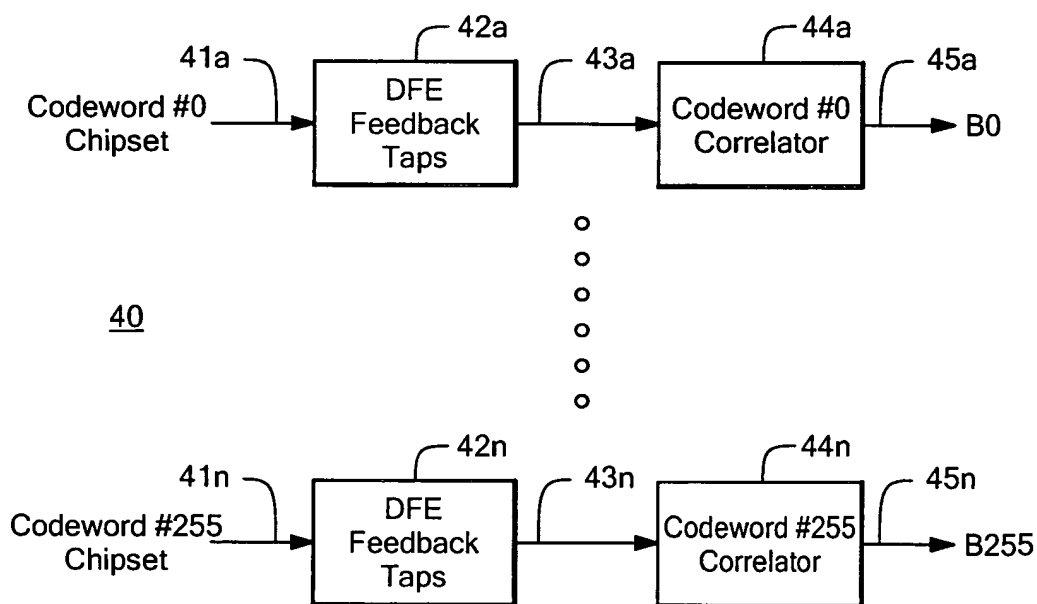 42a
44a
41a
43a
45a
Codeword #0
Chipset
DFE
Feedback
Taps
Codeword #0
Correlator
B0
40
42n
44n
41n
43n
45n
Codeword #255
Chipset
DFE
Feedback
Taps
Codeword #255
Correlator
B255